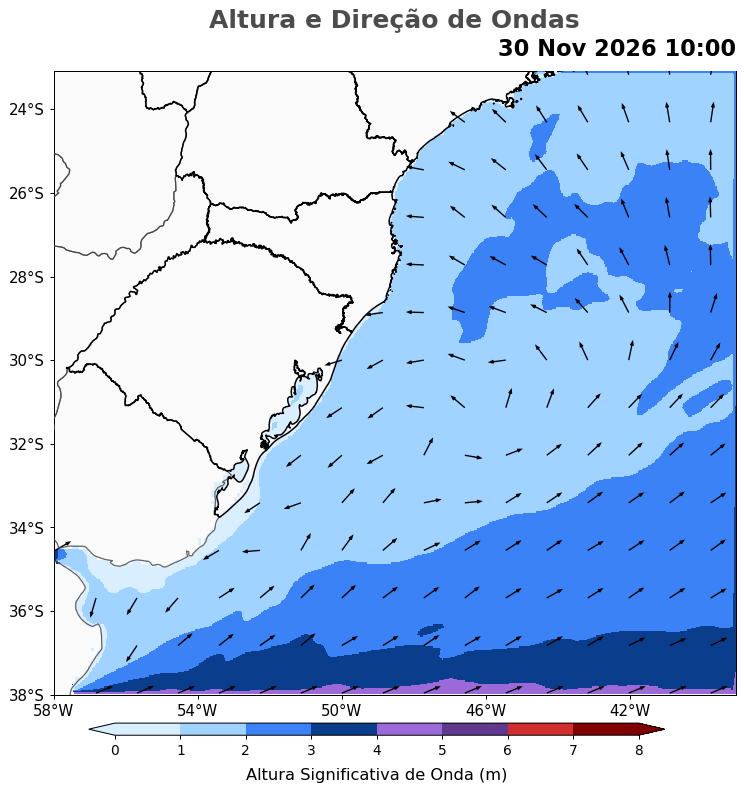 Altura e Direção de Ondas
30 Nov 2026 10:00
24°S
26°S
28°S
30°S
32°S
34°S
36°S
38°S
58°W 54°W 50°W 46°W 42°W
0 1 2 3 4 5 6 7 8
Altura Significativa de Onda (m)